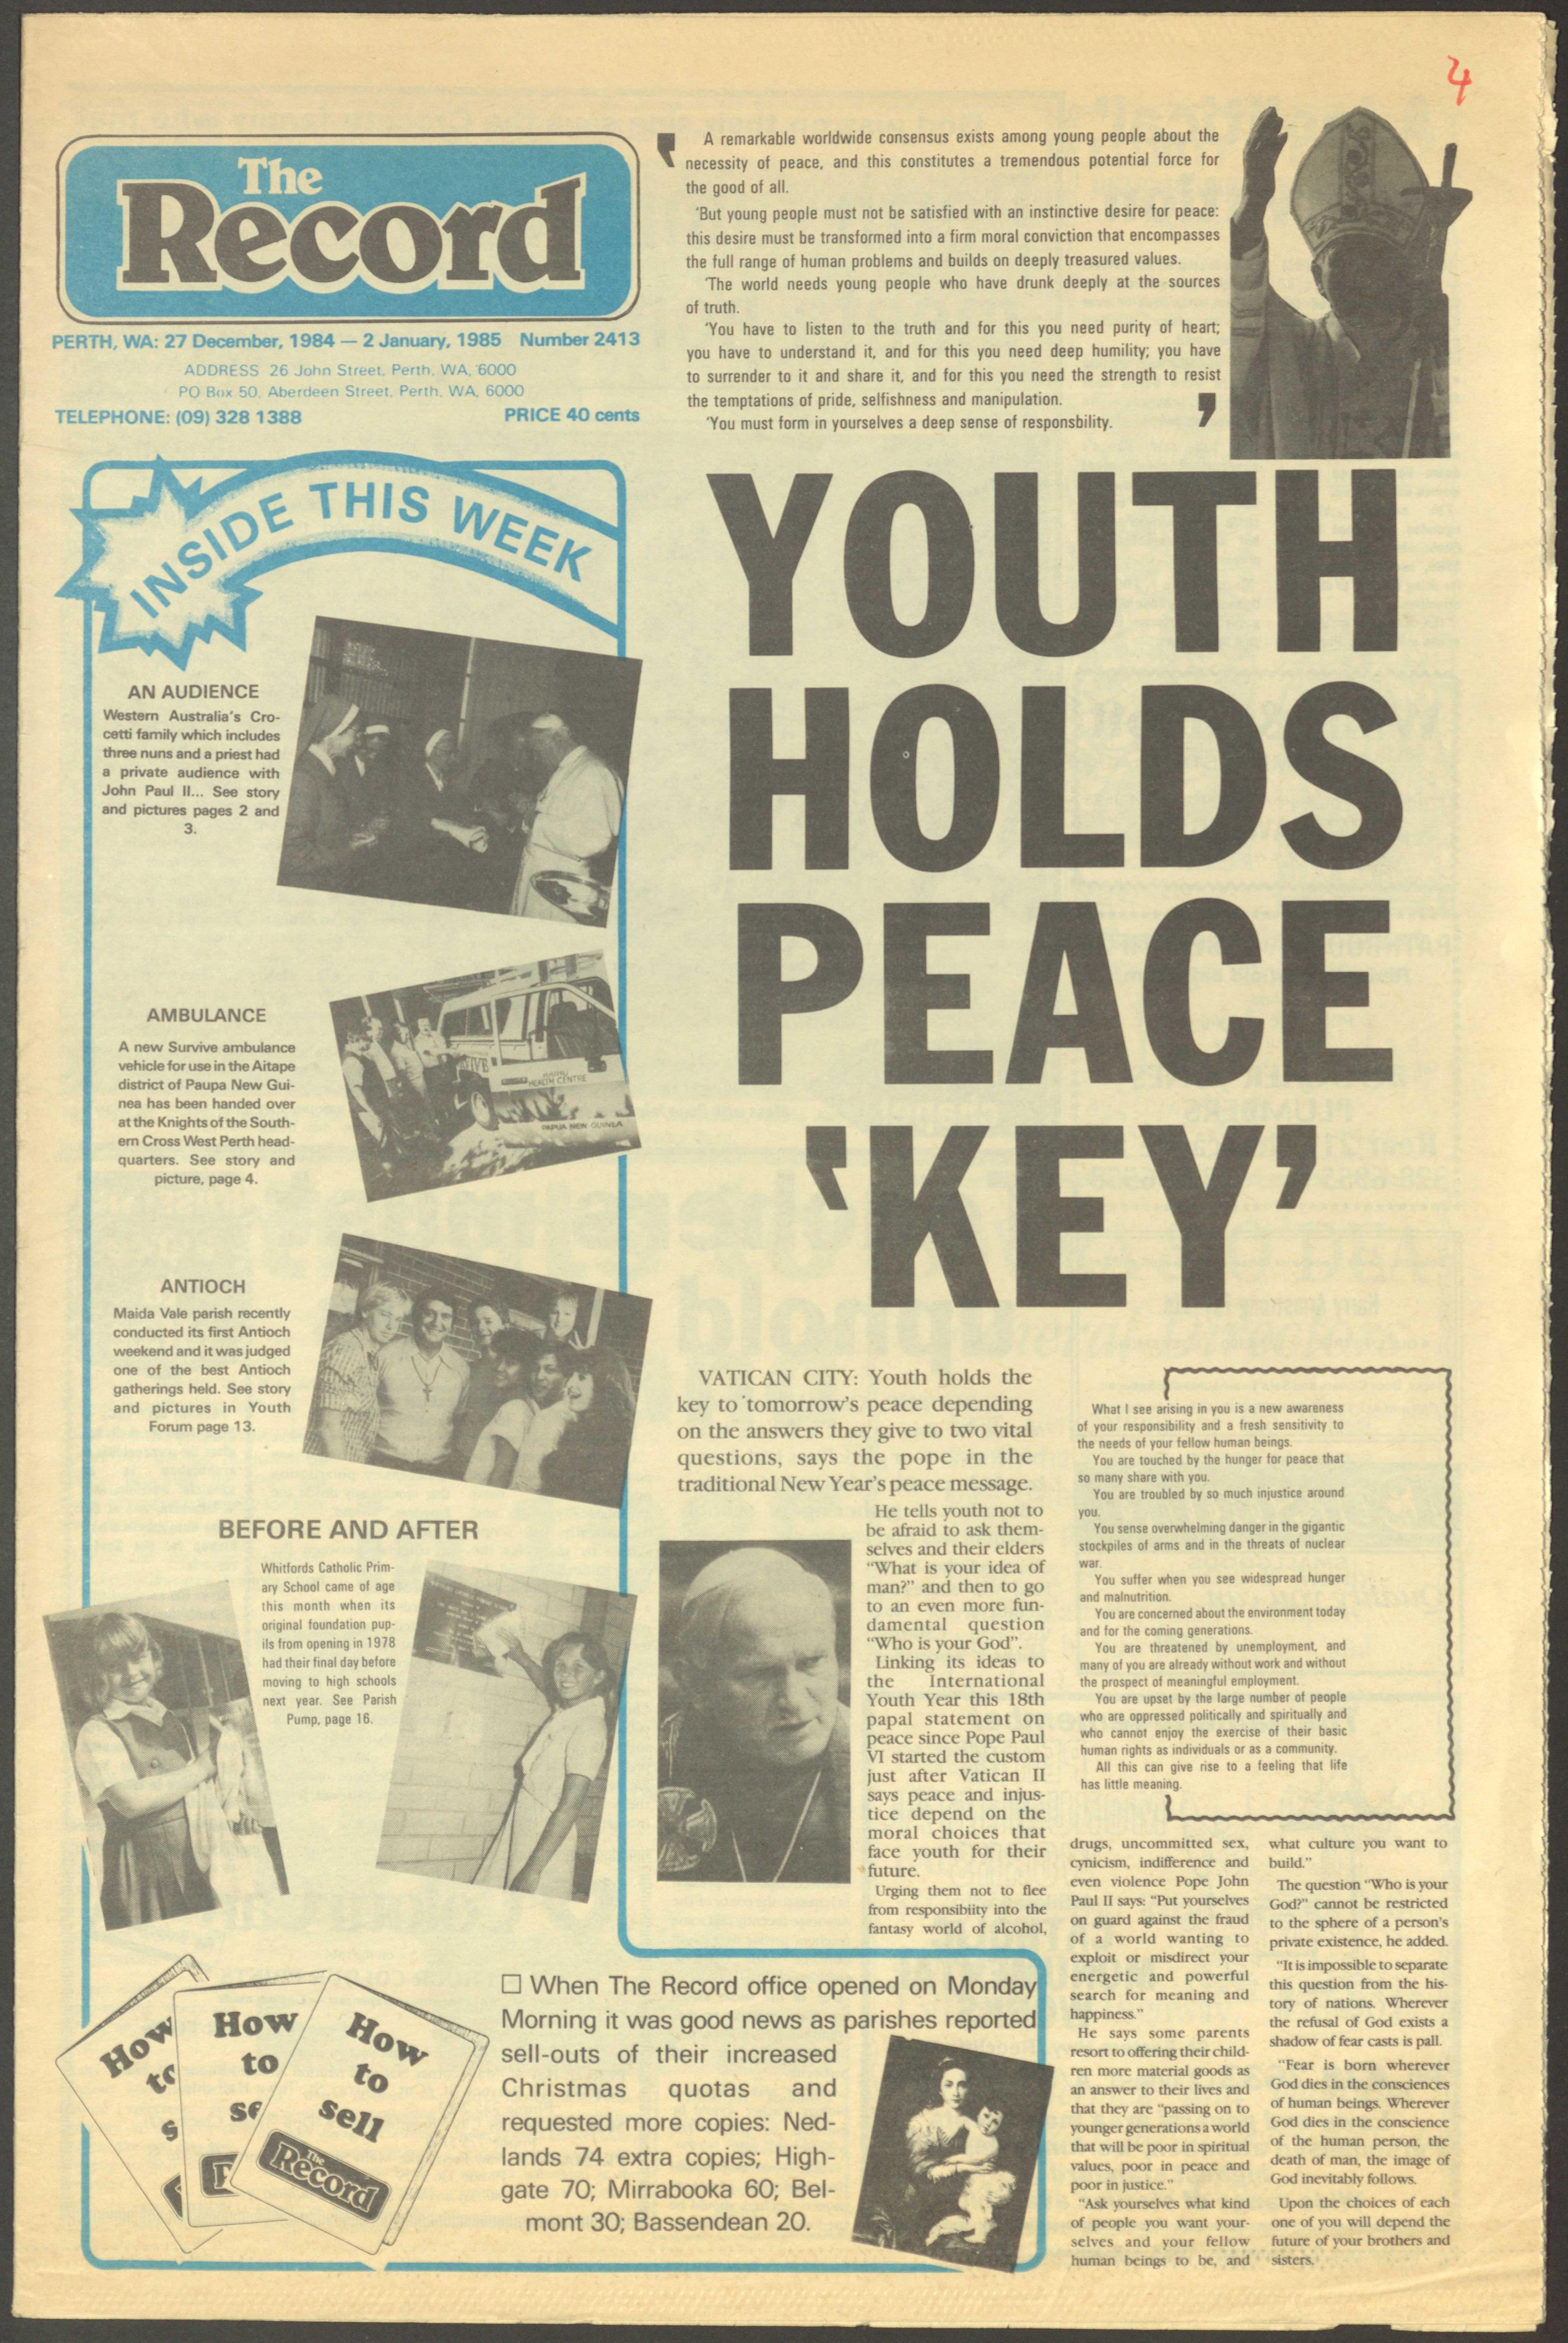 4
The
Record
PERTH, WA: 27 December, 1984 — 2 January, 1985 Number 2413
ADDRESS 26 John Street, Perth, WA, 6000
PO Box 50, Aberdeen Street, Perth, WA, 6000
TELEPHONE: (09) 328 1388 PRICE 40 cents
‘ A remarkable worldwide consensus exists among young people about the
necessity of peace, and this constitutes a tremendous potential force for
the good of all.
‘But young people must not be satisfied with an instinctive desire for peace:
this desire must be transformed into a firm moral conviction that encompasses
the full range of human problems and builds on deeply treasured values.
‘The world needs young people who have drunk deeply at the sources
of truth.
‘You have to listen to the truth and for this you need purity of heart;
you have to understand it, and for this you need deep humility; you have
to surrender to it and share it, and for this you need the strength to resist
the temptations of pride, selfishness and manipulation.
‘You must form in yourselves a deep sense of responsbility. ’
INSIDE THIS WEEK
AN AUDIENCE
Western Australia's Cro-
cetti family which includes
three nuns and a priest had
a private audience with
John Paul II... See story
and pictures pages 2 and
3.
AMBULANCE
A new Survive ambulance
vehicle for use in the Aitape
district of Paupa New Gui-
nea has been handed over
at the Knights of the South-
ern Cross West Perth head-
quarters. See story and
picture, page 4.
VIVE
HEALTH CENTRE
PAPUA NEW GUINEA
ANTIOCH
Maida Vale parish recently
conducted its first Antioch
weekend and it was judged
one of the best Antioch
gatherings held. See story
and pictures in Youth
Forum page 13.
BEFORE AND AFTER
Whitfords Catholic Prim-
ary School came of age
this month when its
original foundation pup-
ils from opening in 1978
had their final day before
moving to high schools
next year. See Parish
Pump, page 16.
YOUTH
HOLDS
PEACE
‘KEY’
VATICAN CITY: Youth holds the
key to tomorrow's peace depending
on the answers they give to two vital
questions, says the pope in the
traditional New Year's peace message.
He tells youth not to
be afraid to ask them-
selves and their elders
“What is your idea of
man?” and then to go
to an even more fun-
damental question
“Who is your God”.
Linking its ideas to
the International
Youth Year this 18th
papal statement on
peace since Pope Paul
VI started the custom
just after Vatican II
says peace and injus-
tice depend on the
moral choices that
face youth for their
future.
Urging them not to flee
from responsibiity into the
fantasy world of alcohol,
What I see arising in you is a new awareness
of your responsibility and a fresh sensitivity to
the needs of your fellow human beings.
You are touched by the hunger for peace that
so many share with you.
You are troubled by so much injustice around
you.
You sense overwhelming danger in the gigantic
stockpiles of arms and in the threats of nuclear
war.
You suffer when you see widespread hunger
and malnutrition.
You are concerned about the environment today
and for the coming generations.
You are threatened by unemployment, and
many of you are already without work and without
the prospect of meaningful employment.
You are upset by the large number of people
who are oppressed politically and spiritually and
who cannot enjoy the exercise of their basic
human rights as individuals or as a community.
All this can give rise to a feeling that life
has little meaning.
drugs, uncommitted sex,
cynicism, indifference and
even violence Pope John
Paul II says: “Put yourselves
on guard against the fraud
of a world wanting to
exploit or misdirect your
energetic and powerful
search for meaning and
happiness.”
He says some parents
resort to offering their child-
ren more material goods as
an answer to their lives and
that they are “passing on to
younger generations a world
that will be poor in spiritual
values, poor in peace and
poor in justice.”
“Ask yourselves what kind
of people you want your-
selves and your fellow
human beings to be, and
what culture you want to
build.”
The question “Who is your
God?” cannot be restricted
to the sphere of a person's
private existence, he added.
“It is impossible to separate
this question from the his-
tory of nations. Wherever
the refusal of God exists a
shadow of fear casts is pall.
“Fear is born wherever
God dies in the consciences
of human beings. Wherever
God dies in the conscience
of the human person, the
death of man, the image of
God inevitably follows.
Upon the choices of each
one of you will depend the
future of your brothers and
sisters.
How
to
s
How
to
se
R
How
to
sell
The
Record
☐ When The Record office opened on Monday
Morning it was good news as parishes reported
sell-outs of their increased
Christmas quotas and
requested more copies: Ned-
lands 74 extra copies; High-
gate 70; Mirrabooka 60; Bel-
mont 30; Bassendean 20.